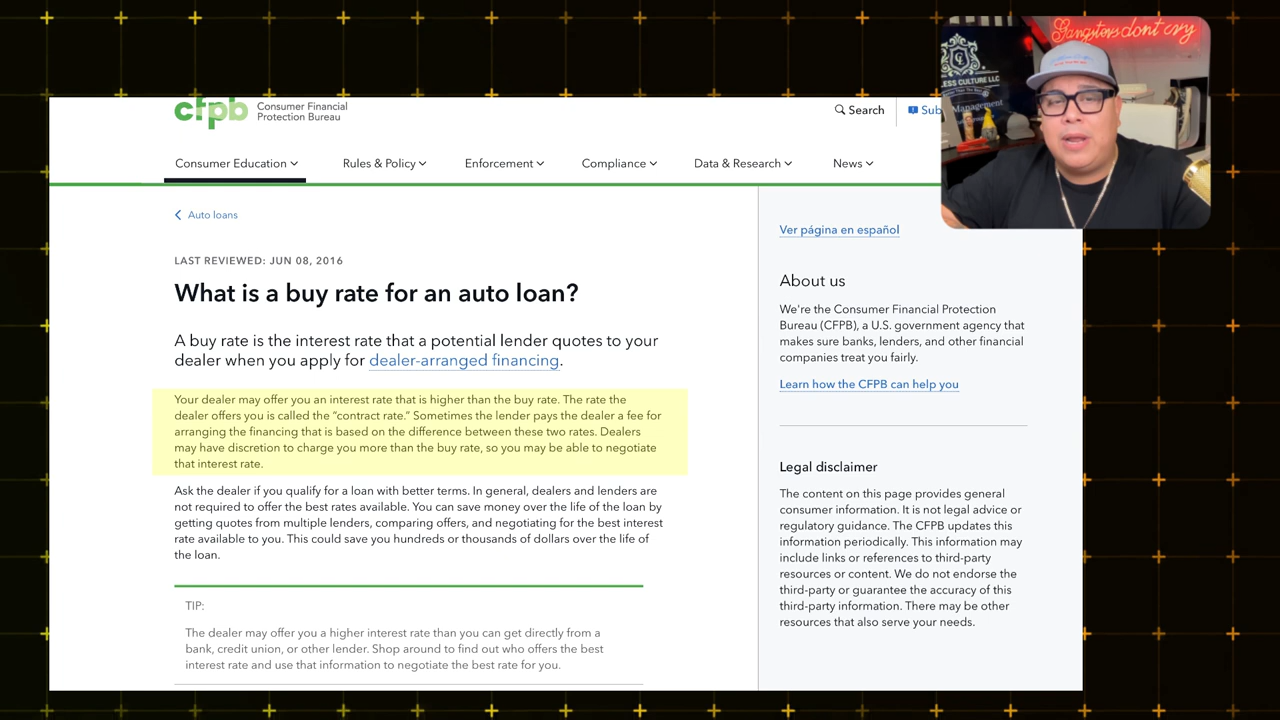 cfpb Consumer Financial
Protection Bureau
Search
Sub
Consumer Education
Rules & Policy
Enforcement
Compliance
Data & Research
News
Auto loans
LAST REVIEWED: JUN 08, 2016
What is a buy rate for an auto loan?
A buy rate is the interest rate that a potential lender quotes to your
dealer when you apply for dealer-arranged financing.
Your dealer may offer you an interest rate that is higher than the buy rate. The rate the
dealer offers you is called the “contract rate.” Sometimes the lender pays the dealer a fee for
arranging the financing that is based on the difference between these two rates. Dealers
may have discretion to charge you more than the buy rate, so you may be able to negotiate
that interest rate.
Ask the dealer if you qualify for a loan with better terms. In general, dealers and lenders are
not required to offer the best rates available. You can save money over the life of the loan by
getting quotes from multiple lenders, comparing offers, and negotiating for the best interest
rate available to you. This could save you hundreds or thousands of dollars over the life of
the loan.
TIP:
The dealer may offer you a higher interest rate than you can get directly from a
bank, credit union, or other lender. Shop around to find out who offers the best
interest rate and use that information to negotiate the best rate for you.
Ver página en español
About us
We're the Consumer Financial Protection
Bureau (CFPB), a U.S. government agency that
makes sure banks, lenders, and other financial
companies treat you fairly.
Learn how the CFPB can help you
Legal disclaimer
The content on this page provides general
consumer information. It is not legal advice or
regulatory guidance. The CFPB updates this
information periodically. This information may
include links or references to third-party
resources or content. We do not endorse the
third-party or guarantee the accuracy of this
third-party information. There may be other
resources that also serve your needs.
Gangsters don't cry
LESS CULTURE LLC
Management